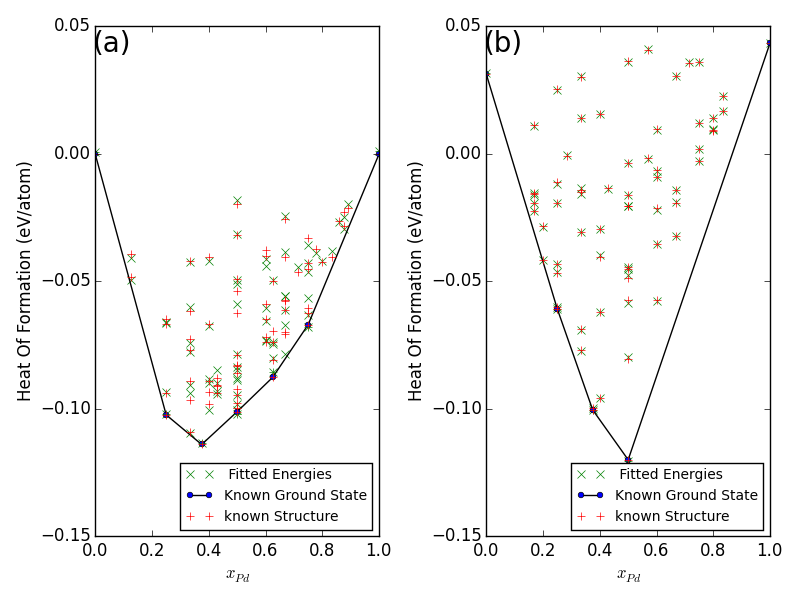 (a)
0.05
0.00
−0.05
−0.10
−0.15
Heat Of Formation (eV/atom)
Fitted Energies
Known Ground State
known Structure
0.0 0.2 0.4 0.6 0.8 1.0
x_Pd
(b)
0.05
0.00
−0.05
−0.10
−0.15
Heat Of Formation (eV/atom)
Fitted Energies
Known Ground State
known Structure
0.0 0.2 0.4 0.6 0.8 1.0
x_Pd